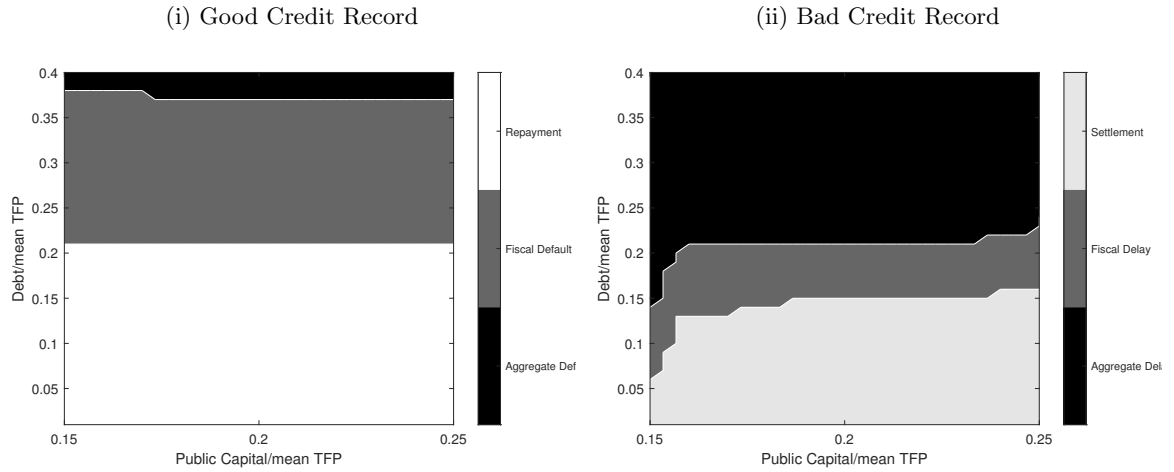 (i) Good Credit Record
0.4
0.35
0.3
0.25
0.2
0.15
0.1
0.05
Debt/mean TFP
0.15
0.2
0.25
Public Capital/mean TFP
Repayment
Fiscal Default
Aggregate Def
(ii) Bad Credit Record
0.4
0.35
0.3
0.25
0.2
0.15
0.1
0.05
Debt/mean TFP
0.15
0.2
0.25
Public Capital/mean TFP
Settlement
Fiscal Delay
Aggregate Del